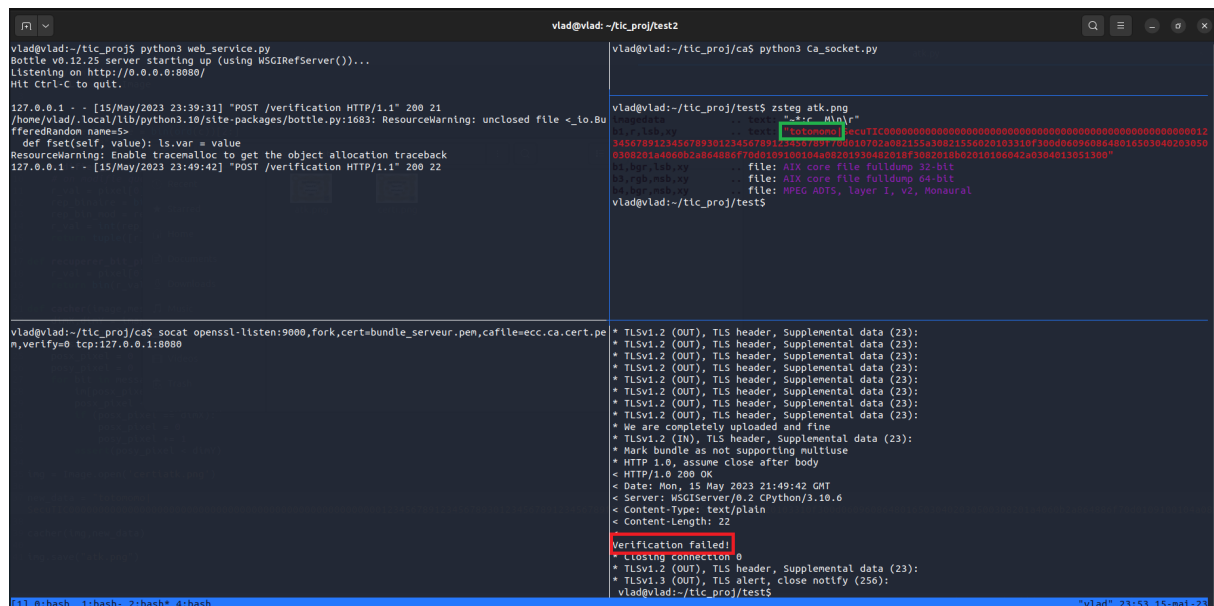 vlad@vlad: ~/tic_proj/test2
vlad@vlad:~/tic_proj$ python3 web_service.py
Bottle v0.12.25 server starting up (using WSGIRefServer())...
Listening on http://0.0.0.0:8080/
Hit Ctrl-C to quit.
127.0.0.1 - - [15/May/2023 23:39:31] "POST /verification HTTP/1.1" 200 21
/home/vlad/.local/lib/python3.10/site-packages/bottle.py:1683: ResourceWarning: unclosed file <_io.Bu
fferedRandom name=5>
def fset(self, value): ls.var = value
ResourceWarning: Enable tracemalloc to get the object allocation traceback
127.0.0.1 - - [15/May/2023 23:49:42] "POST /verification HTTP/1.1" 200 22
vlad@vlad:~/tic_proj/ca$ python3 Ca_socket.py
vlad@vlad:~/tic_proj/test$ zsteg atk.png
imagedata .. text: "~*:c M\n\r"
b1,r,lsb,xy .. text: "totomomo|SecuTIC
b1,bgr,lsb,xy .. file: AIX core file fulldump 32-bit
b3,rgb,msb,xy .. file: AIX core file fulldump 64-bit
b4,bgr,msb,xy .. file: MPEG ADTS, layer I, v2, Monaural
vlad@vlad:~/tic_proj/test$
vlad@vlad:~/tic_proj/ca$ socat openssl-listen:9000,fork,cert=bundle_serveur.pem,cafile=ecc.ca.cert.pe
m,verify=0 tcp:127.0.0.1:8080
* TLSv1.2 (OUT), TLS header, Supplemental data (23):
* TLSv1.2 (OUT), TLS header, Supplemental data (23):
* TLSv1.2 (OUT), TLS header, Supplemental data (23):
* TLSv1.2 (OUT), TLS header, Supplemental data (23):
* TLSv1.2 (OUT), TLS header, Supplemental data (23):
* TLSv1.2 (OUT), TLS header, Supplemental data (23):
* TLSv1.2 (OUT), TLS header, Supplemental data (23):
* TLSv1.2 (OUT), TLS header, Supplemental data (23):
* We are completely uploaded and fine
* TLSv1.2 (IN), TLS header, Supplemental data (23):
* Mark bundle as not supporting multiuse
* HTTP 1.0, assume close after body
< HTTP/1.0 200 OK
< Date: Mon, 15 May 2023 21:49:42 GMT
< Server: WSGIServer/0.2 CPython/3.10.6
< Content-Type: text/plain
< Content-Length: 22
<
Verification failed!
* Closing connection 0
* TLSv1.2 (OUT), TLS header, Supplemental data (23):
* TLSv1.3 (OUT), TLS alert, close notify (256):
vlad@vlad:~/tic_proj/test$
[1] 0:bash 1:bash- 2:bash* 4:bash
"vlad" 23:53 15-mai-23